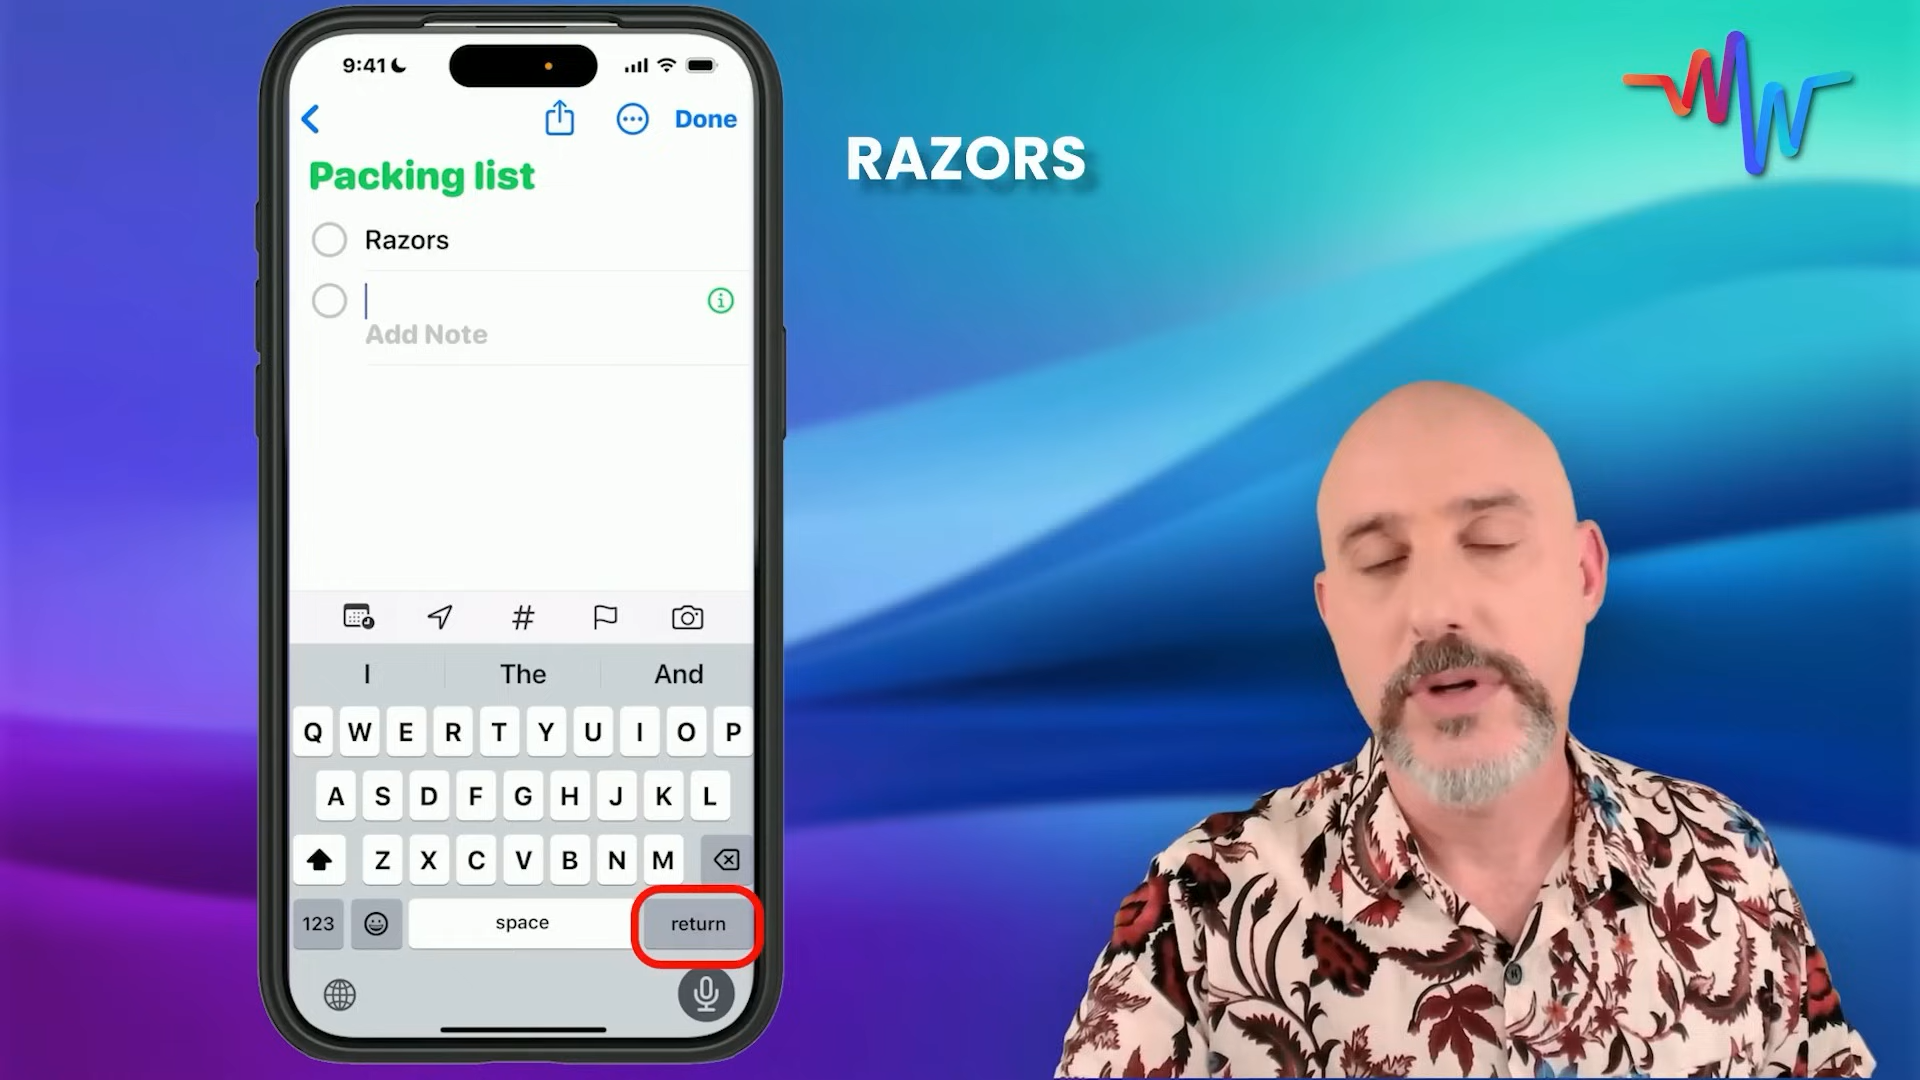 9:41
Done
Packing list
Razors
Add Note
I The And
Q W E R T Y U I O P
A S D F G H J K L
Z X C V B N M
123 space return
RAZORS